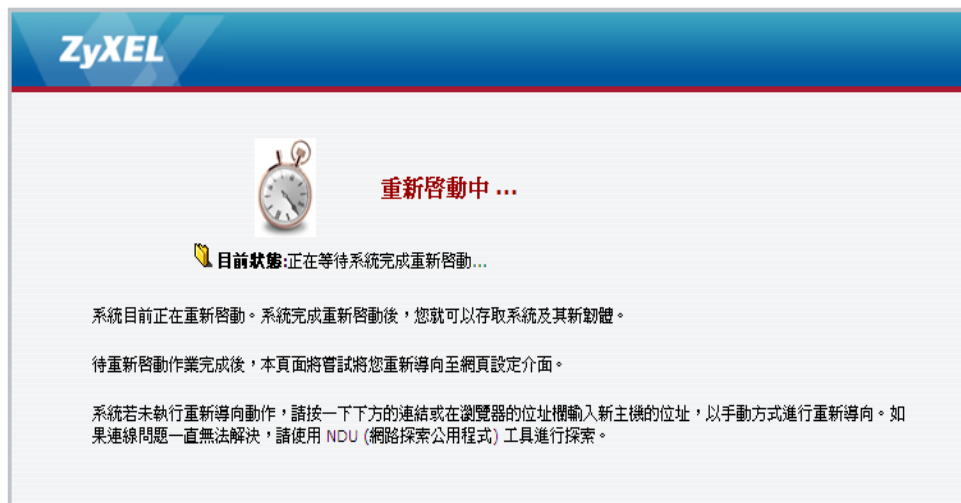 ZyXEL
重新啓動中 ...
目前狀態:正在等待系統完成重新啓動...
系統目前正在重新啓動。系統完成重新啓動後，您就可以存取系統及其新韌體。
待重新啓動作業完成後，本頁面將嘗試將您重新導向至網頁設定介面。
系統若未執行重新導向動作，請按一下下方的連結或在瀏覽器的位址欄輸入新主機的位址，以手動方式進行重新導向。如
果連線問題一直無法解決，請使用 NDU (網路探索公用程式) 工具進行探索。